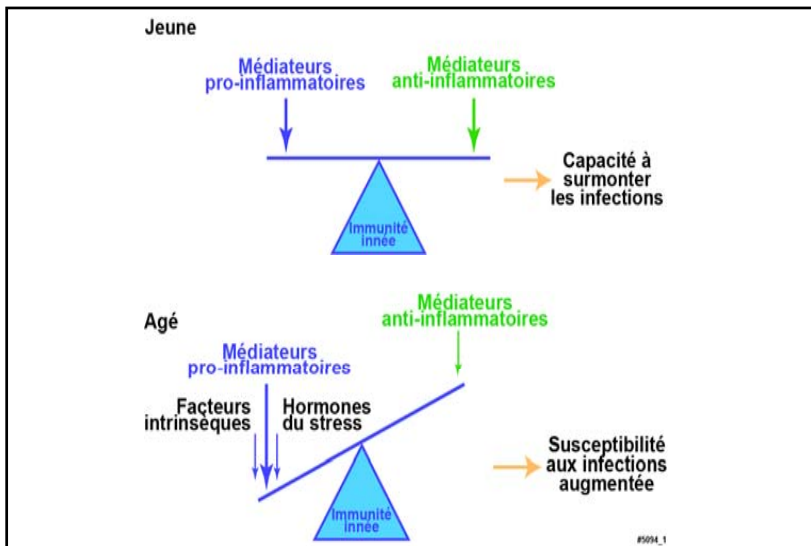 Jeune
Médiateurs
pro-inflammatoires
Médiateurs
anti-inflammatoires
Capacité à
surmonter
les infections
Immunité
innée
Agé
Médiateurs
anti-inflammatoires
Médiateurs
pro-inflammatoires
Facteurs
intrinsèques
Hormones
du stress
Susceptibilité
aux infections
augmentée
Immunité
innée
#5094_1